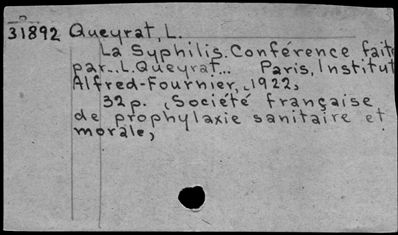 31892 Queyrat, L.
La Syphilis. Conférence faite
par...L.Queyrat... Paris, Institut
Alfred-Fournier, 1922,
32p. (Société française
de prophylaxie sanitaire et
morale,